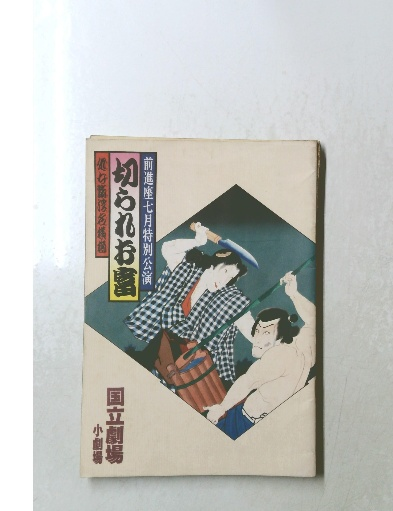 前進座七月特別公演
切られお富
国立劇場
小劇場